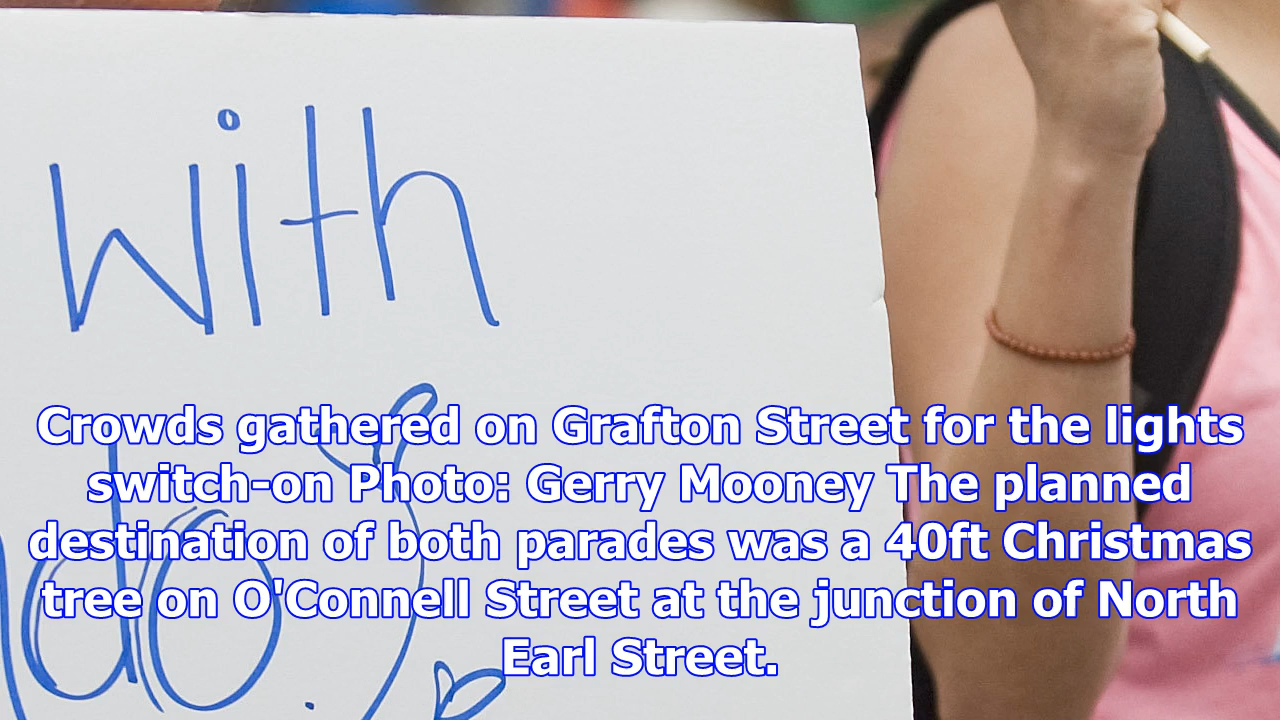 with
Crowds gathered on Grafton Street for the lights
switch-on Photo: Gerry Mooney The planned
destination of both parades was a 40ft Christmas
tree on O'Connell Street at the junction of North
Earl Street.